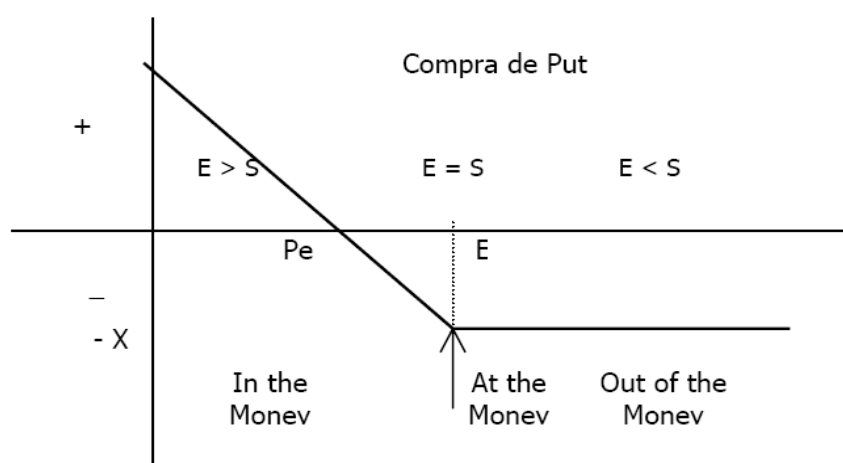 Compra de Put
+
E > S
E = S
E < S
Pe
E
–
- X
In the
Monev
At the
Monev
Out of the
Monev